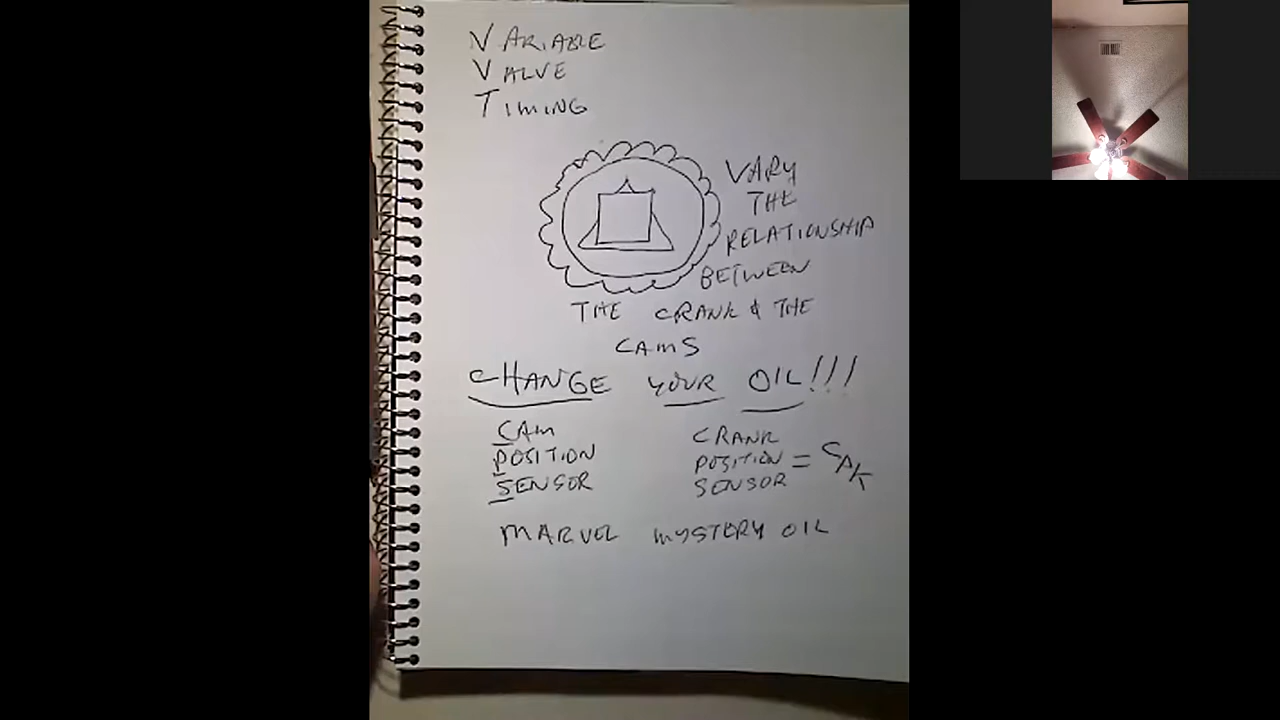 VARIABLE
VALVE
TIMING
VARY
THE
RELATIONSHIP
BETWEEN
THE CRANK & THE
CAMS
CHANGE YOUR OIL!!!
CAM
POSITION
SENSOR
CRANK
POSITION =
SENSOR
MARVEL MYSTERY OIL